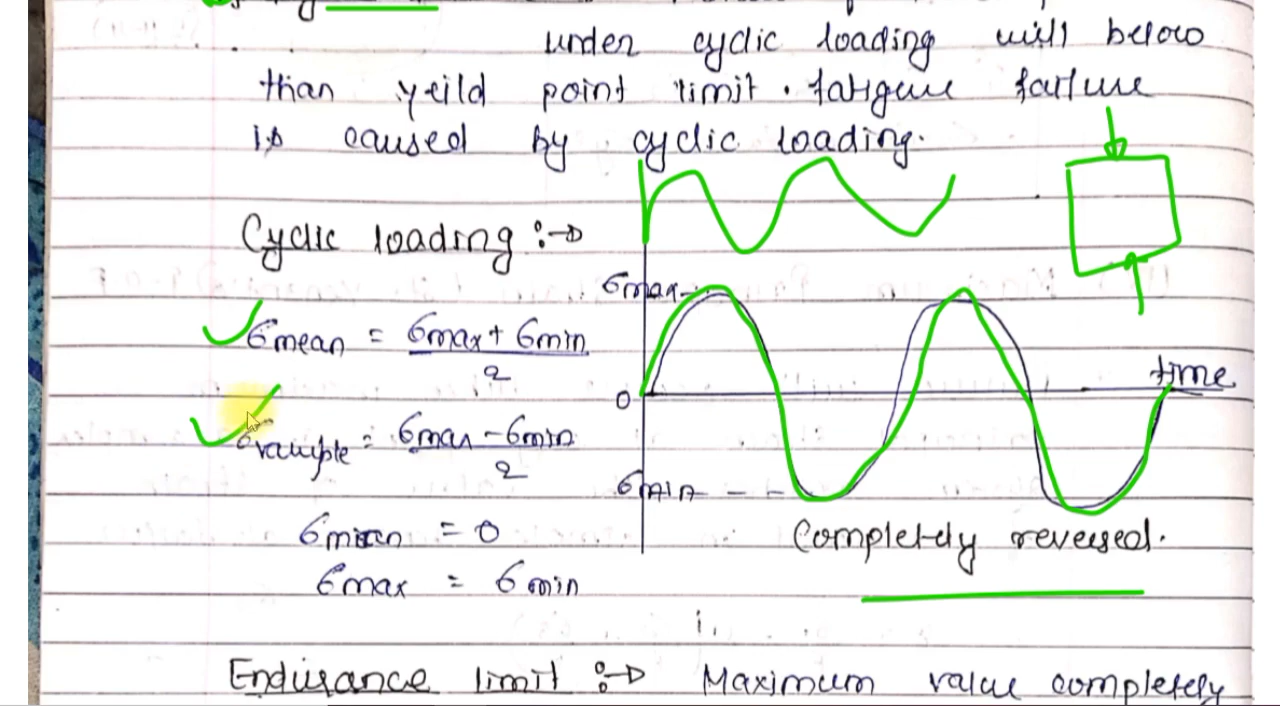 under cyclic loading will below
than yeild point limit . fatigue failure
is caused by cyclic loading.
Cyclic loading :-D
σmax
σmean = σmax + σmin
2
time
0
σvariable = σmax - σmin
2
σmin
σmean = 0
Completely reversed.
σmax = σmin
Endurance limit :-D Maximum value completely